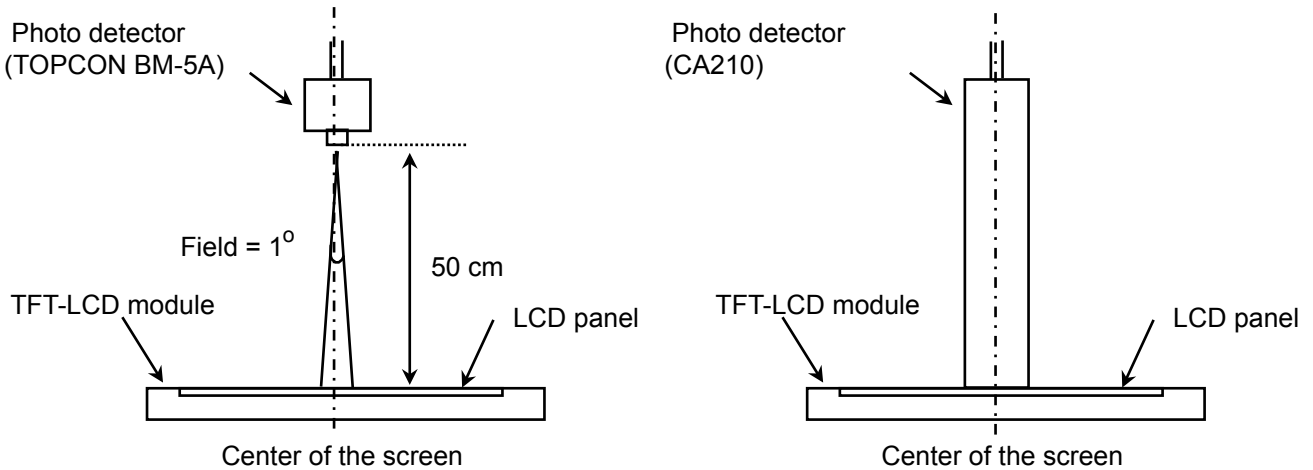 Photo detector
(TOPCON BM-5A)
Field = 1°
50 cm
TFT-LCD module
LCD panel
Center of the screen
Photo detector
(CA210)
TFT-LCD module
LCD panel
Center of the screen